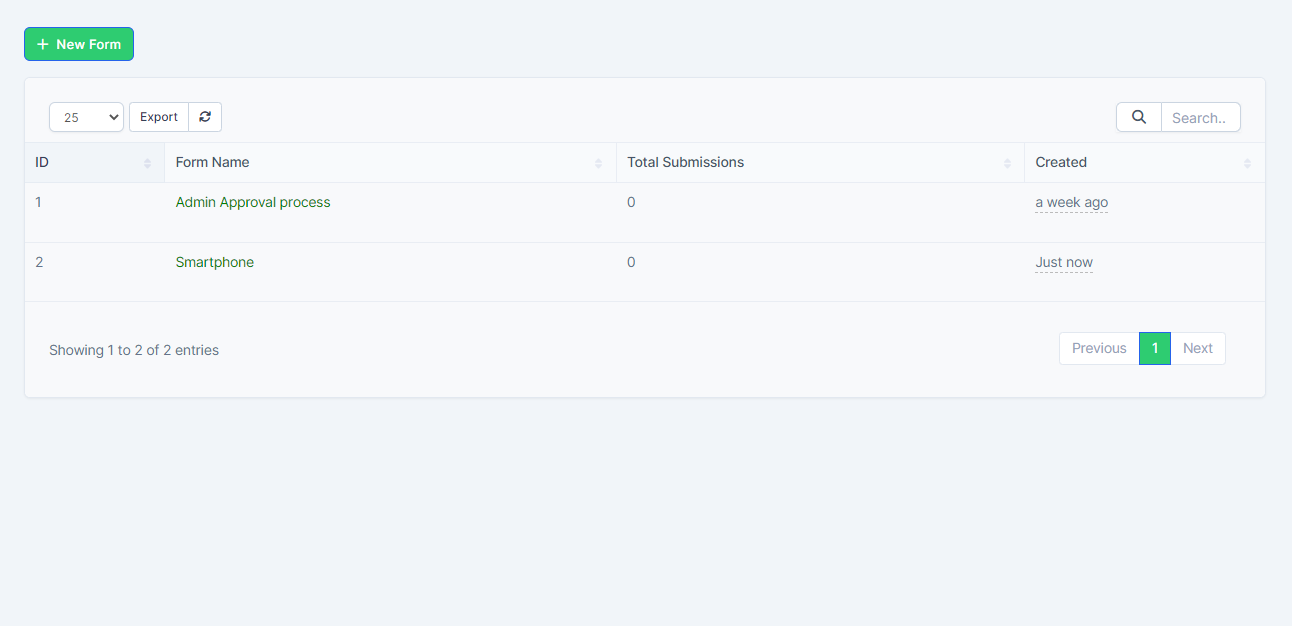 + New Form
25 Export Search..
ID Form Name Total Submissions Created
1 Admin Approval process 0 a week ago
2 Smartphone 0 Just now
Showing 1 to 2 of 2 entries Previous 1 Next